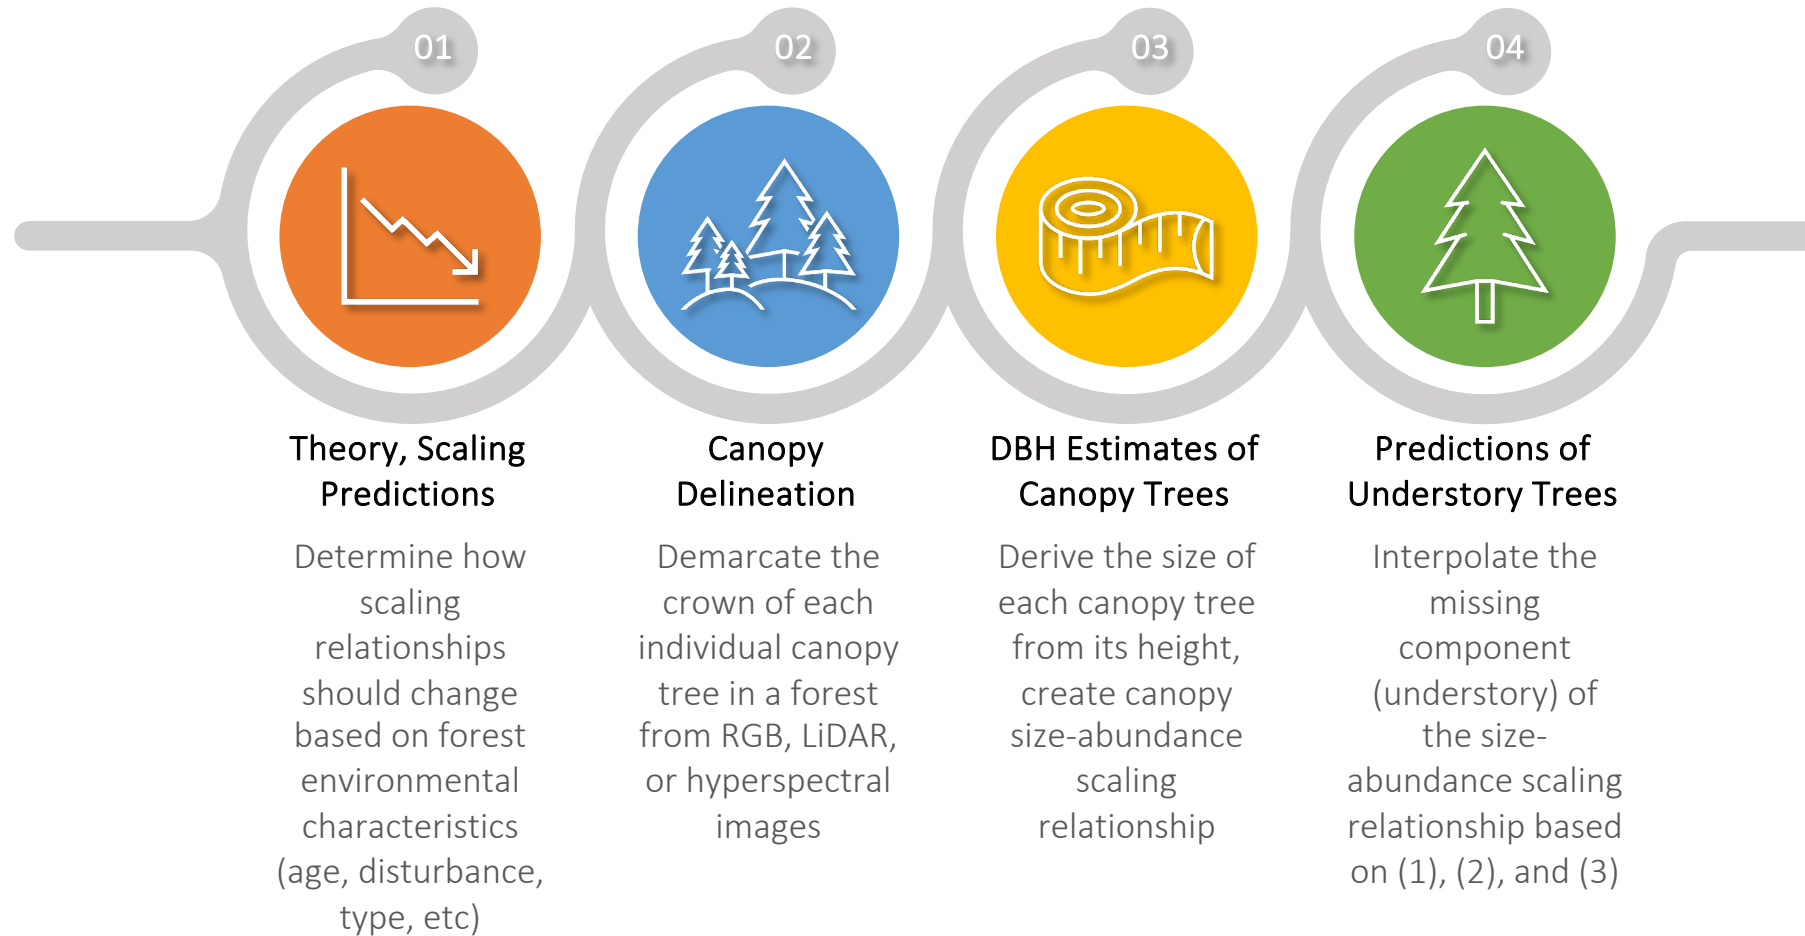 01
Theory, Scaling
Predictions
Determine how
scaling
relationships
should change
based on forest
environmental
characteristics
(age, disturbance,
type, etc)
02
Canopy
Delineation
Demarcate the
crown of each
individual canopy
tree in a forest
from RGB, LiDAR,
or hyperspectral
images
03
DBH Estimates of
Canopy Trees
Derive the size of
each canopy tree
from its height,
create canopy
size-abundance
scaling
relationship
04
Predictions of
Understory Trees
Interpolate the
missing
component
(understory) of
the size-
abundance scaling
relationship based
on (1), (2), and (3)